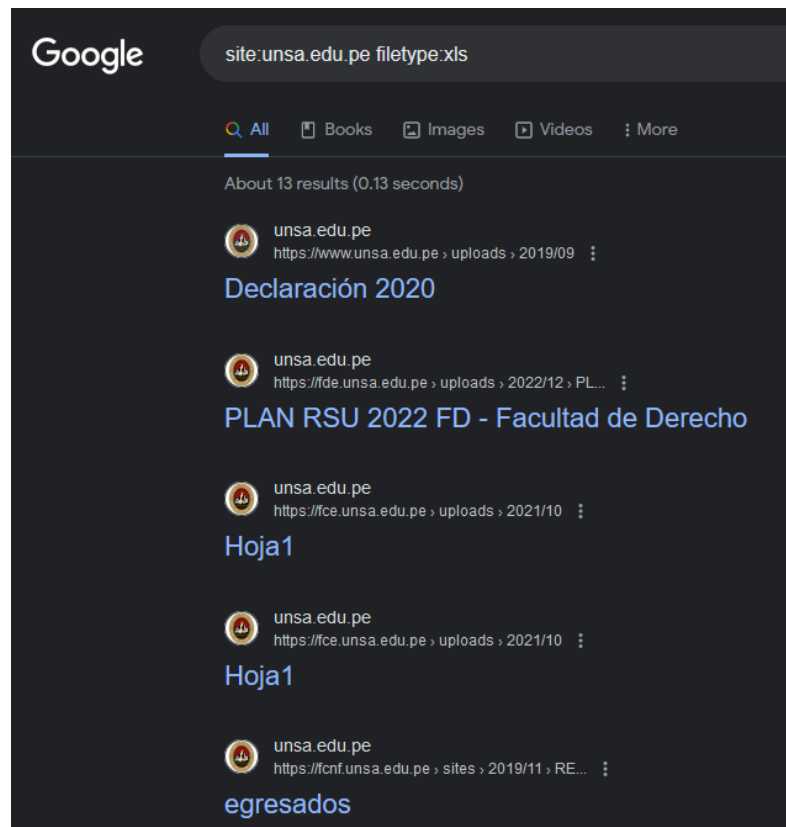 Google
site:unsa.edu.pe filetype:xls
All Books Images Videos More
About 13 results (0.13 seconds)
unsa.edu.pe
https://www.unsa.edu.pe › uploads › 2019/09
Declaración 2020
unsa.edu.pe
https://fde.unsa.edu.pe › uploads › 2022/12 › PL...
PLAN RSU 2022 FD - Facultad de Derecho
unsa.edu.pe
https://fce.unsa.edu.pe › uploads › 2021/10
Hoja1
unsa.edu.pe
https://fce.unsa.edu.pe › uploads › 2021/10
Hoja1
unsa.edu.pe
https://fcnf.unsa.edu.pe › sites › 2019/11 › RE...
egresados